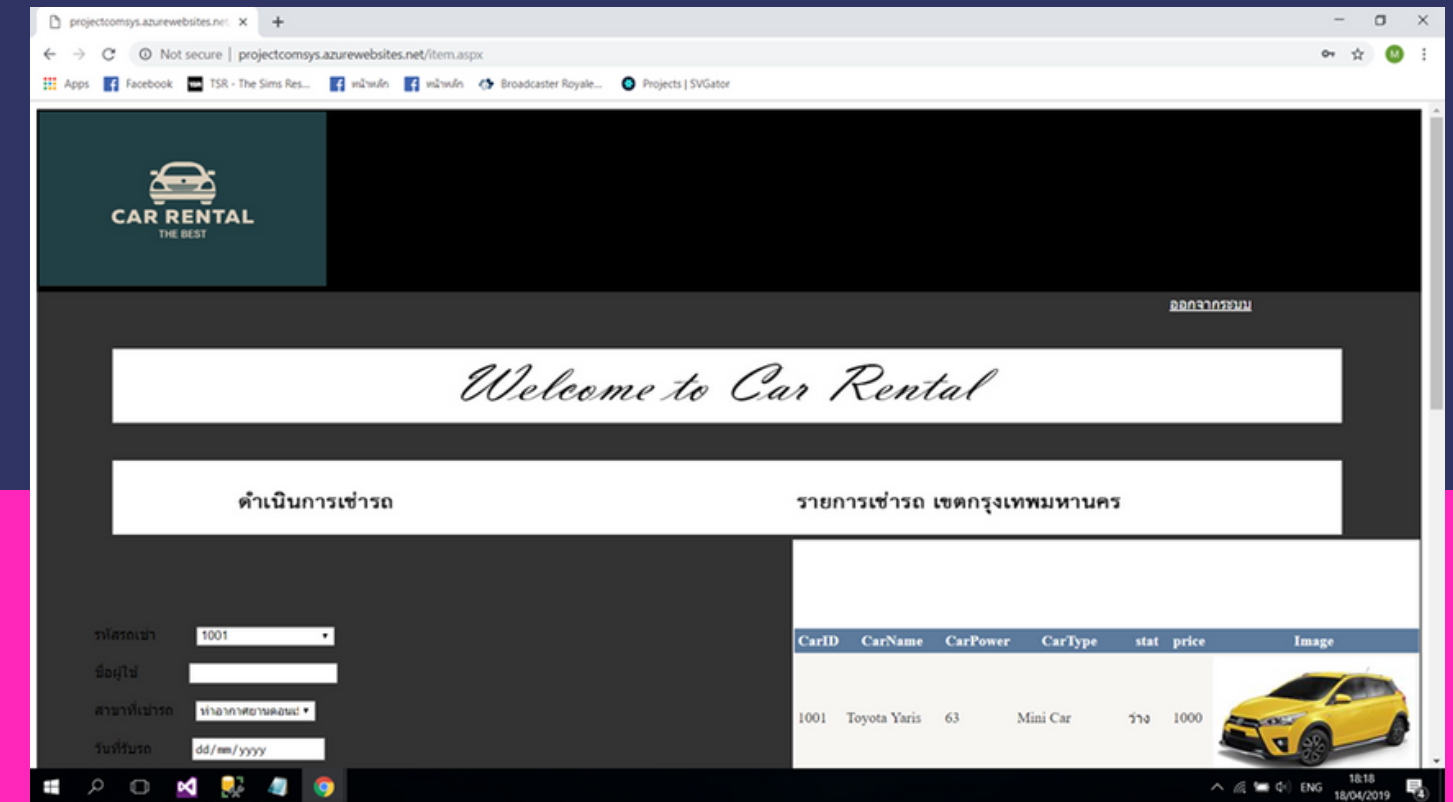 projectcomsys.azurewebsites.net
Not secure | projectcomsys.azurewebsites.net/item.aspx
M
Apps Facebook TSR - The Sims Res... หน้าหลัก หน้าหลัก Broadcaster Royale... Projects | SVGator
CAR RENTAL
THE BEST
ออกจากระบบ
Welcome to Car Rental
ดำเนินการเช่ารถ
รายการเช่ารถ เขตกรุงเทพมหานคร
รหัสรถเช่า 1001
ชื่อผู้ใช้
สาขาที่เช่ารถ ท่าอากาศยานดอนเ
วันที่รับรถ dd/mm/yyyy
CarID CarName CarPower CarType stat price Image
1001 Toyota Yaris 63 Mini Car ว่าง 1000
ENG
18:18
18/04/2019
4